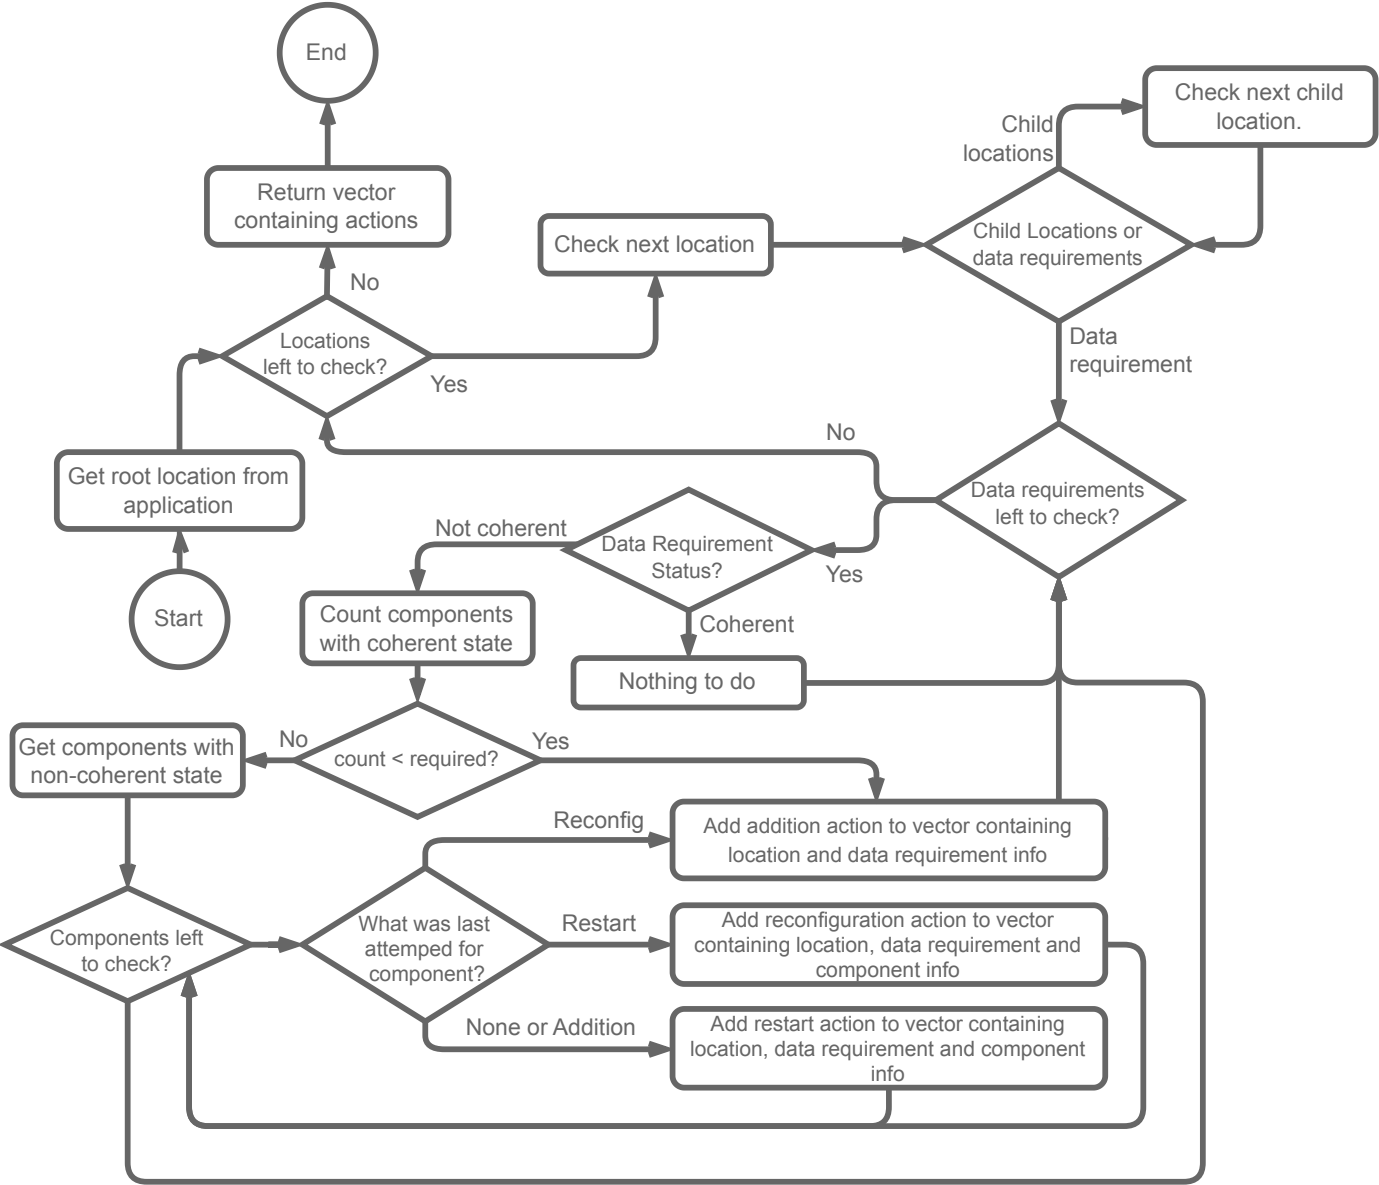 End
Return vector
containing actions
No
Locations
left to check?
Yes
Get root location from
application
Start
Check next location
Child
locations
Check next child
location.
Child Locations or
data requirements
Data
requirement
Data requirements
left to check?
No
Yes
Data Requirement
Status?
Not coherent
Coherent
Nothing to do
Count components
with coherent state
count < required?
No
Yes
Get components with
non-coherent state
Components left
to check?
What was last
attemped for
component?
Reconfig
Add addition action to vector containing
location and data requirement info
Restart
Add reconfiguration action to vector
containing location, data requirement and
component info
None or Addition
Add restart action to vector containing
location, data requirement and component
info